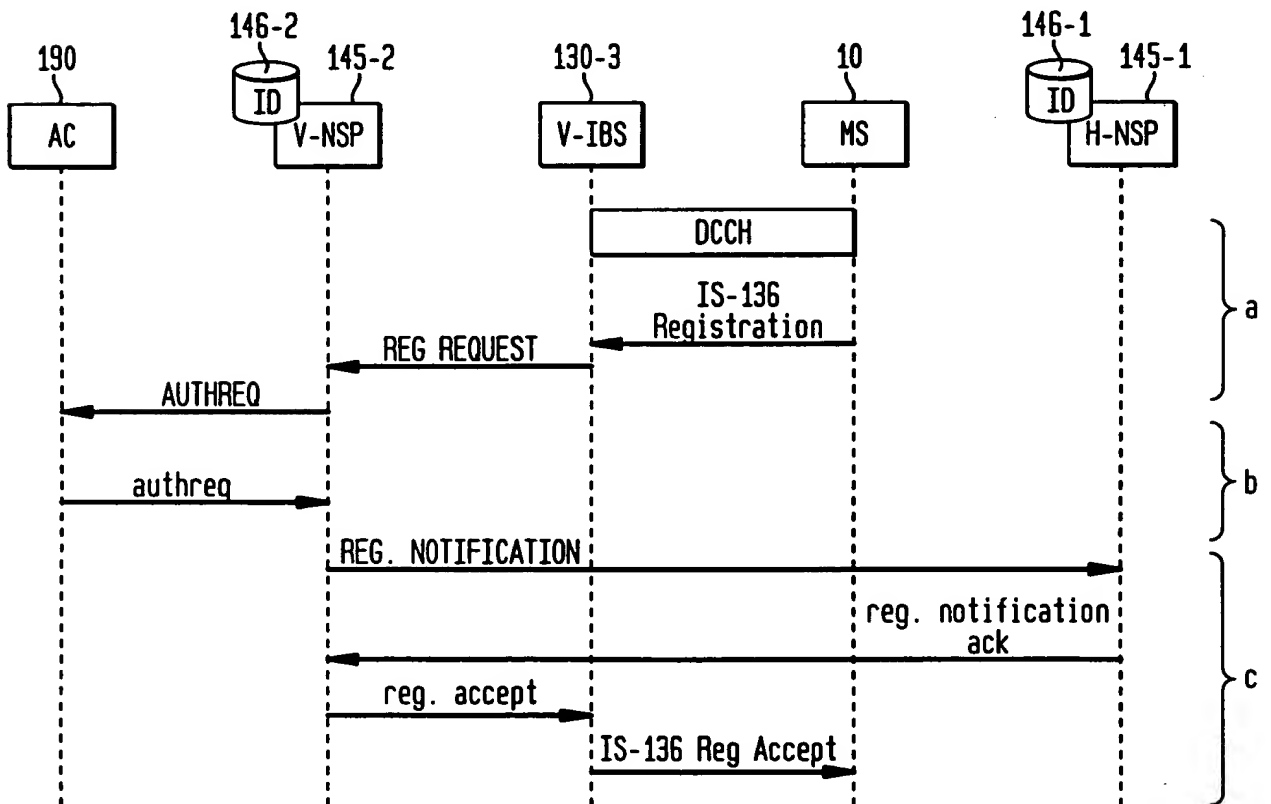 146-2
146-1
190
145-2
130-3
10
145-1
ID
ID
AC
V-NSP
V-IBS
MS
H-NSP
DCCH
IS-136
Registration
a
REG REQUEST
AUTHREQ
authreq
b
REG. NOTIFICATION
reg. notification
ack
c
reg. accept
IS-136 Reg Accept